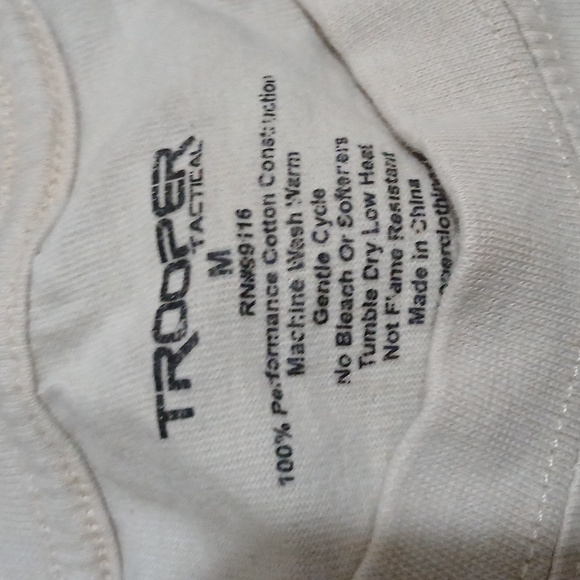 TROOPER
TACTICAL
M
RN#
100% Performance Cotton Construction
Machine Wash Warm
Gentle Cycle
No Bleach Or Softeners
Tumble Dry Low Heat
Not Flame Resistant
Made in China